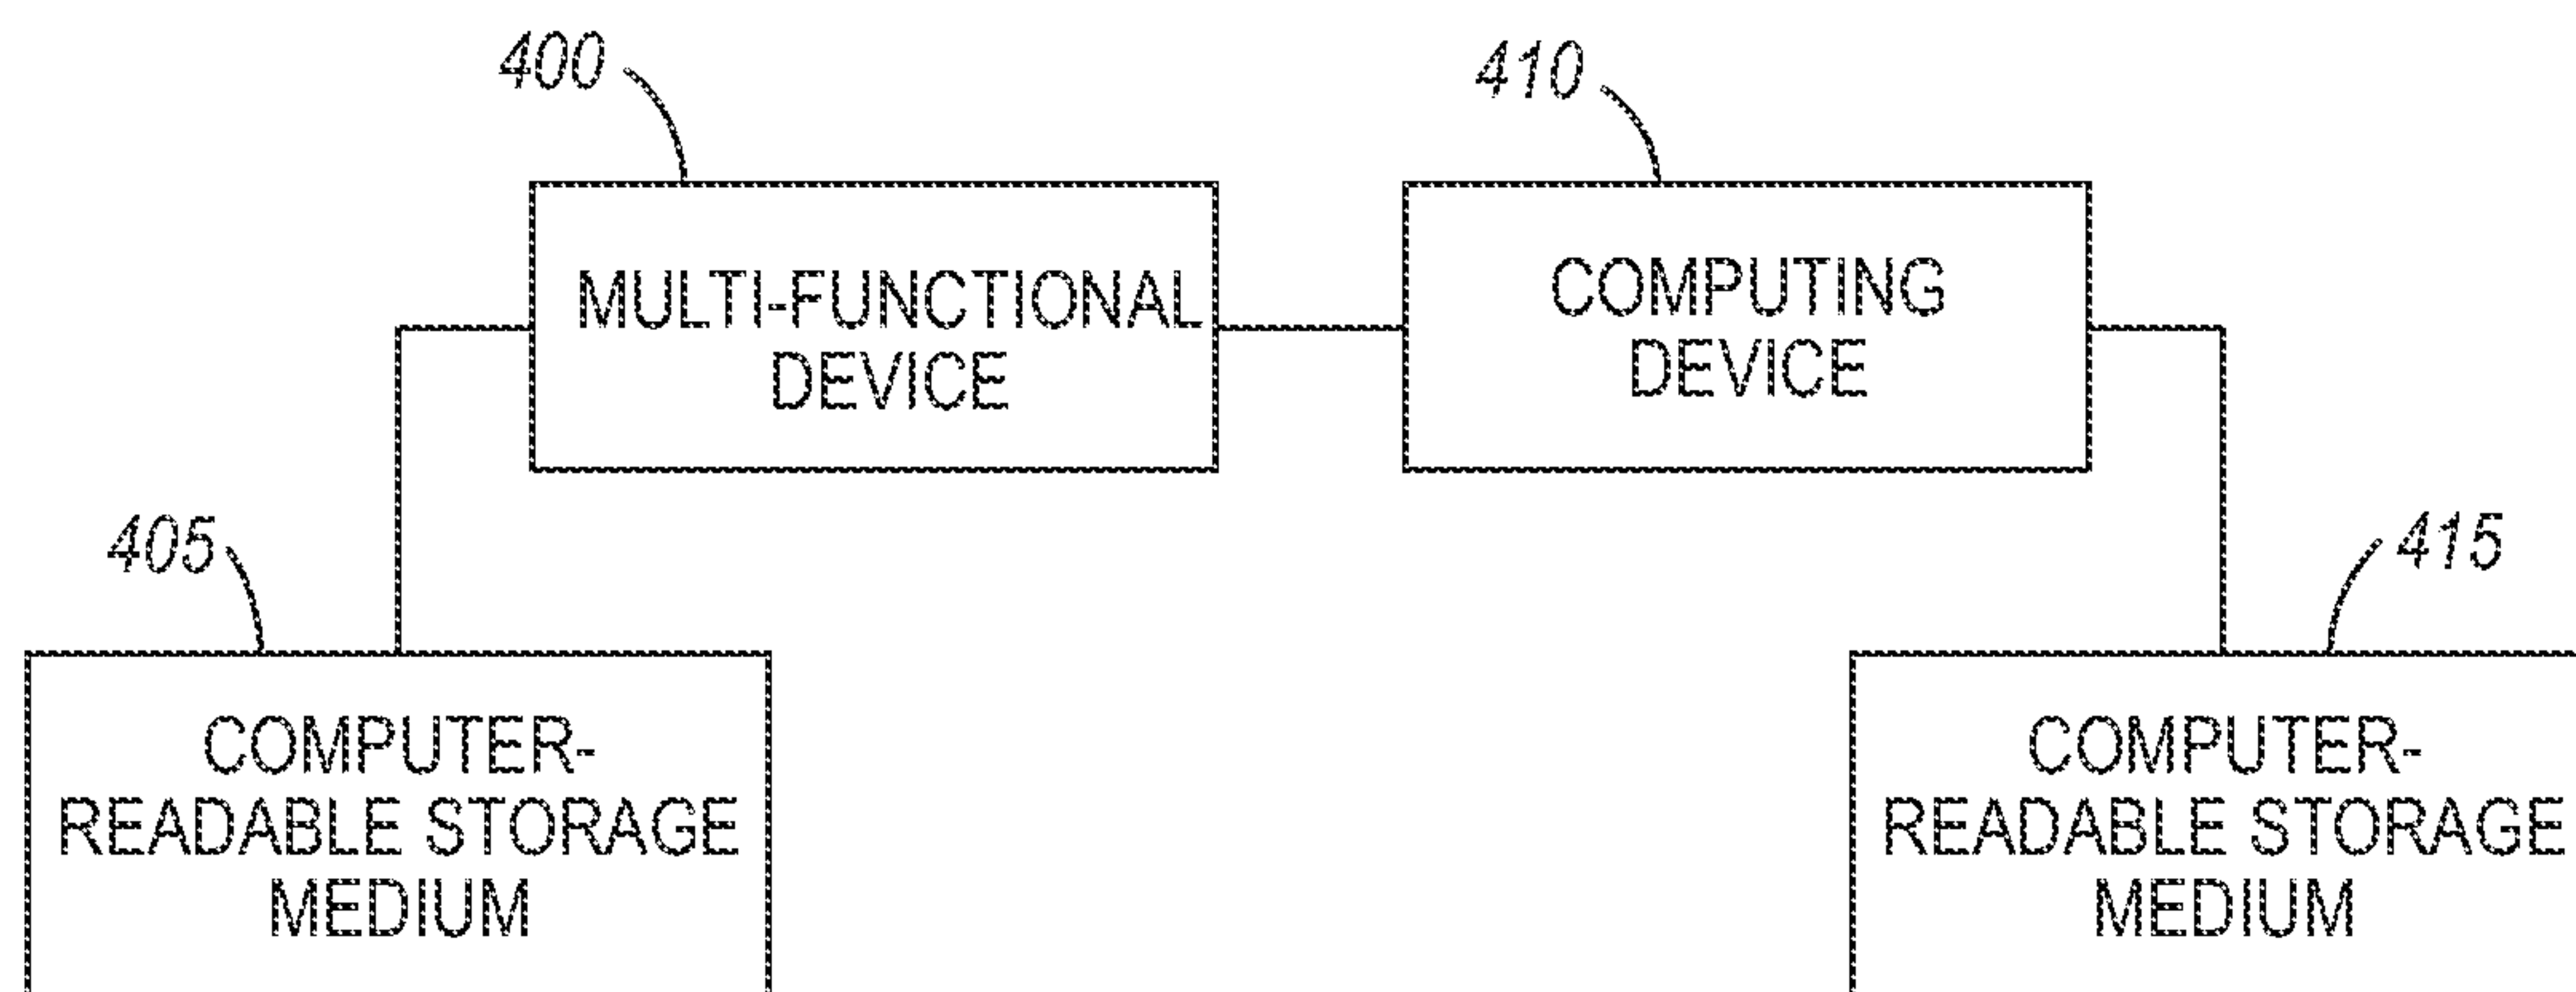 400
410
MULTI-FUNCTIONAL
DEVICE
COMPUTING
DEVICE
405
415
COMPUTER-
READABLE STORAGE
MEDIUM
COMPUTER-
READABLE STORAGE
MEDIUM